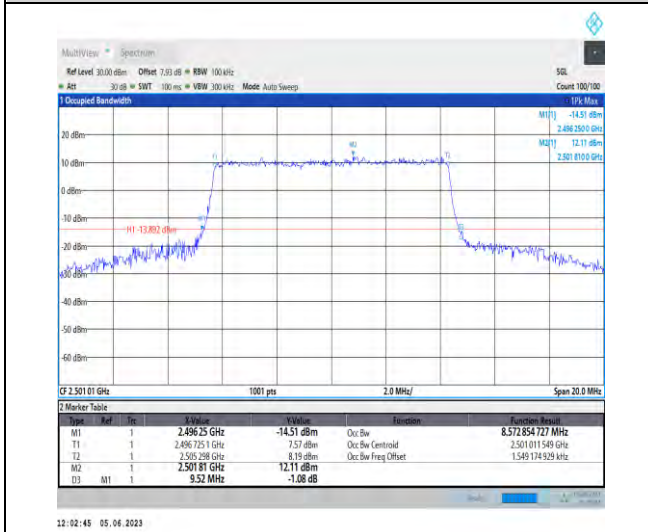 MultiView Spectrum
Ref Level 30.00 dBm Offset 7.93 dB RBW 100 kHz SGL
Att 30 dB SWT 100 ms VBW 300 kHz Mode Auto Sweep Count 100/100
1 Occupied Bandwidth 1Pk Max
M1[1] -14.51 dBm
2.496 2500 GHz
20 dBm M2[1] 12.11 dBm
2.501 8100 GHz
M2
T1 T2
10 dBm
0 dBm
-10 dBm
M1
H1 -13.892 dBm
-20 dBm
-30 dBm
-40 dBm
-50 dBm
-60 dBm
CF 2.501 01 GHz 1001 pts 2.0 MHz/ Span 20.0 MHz
2 Marker Table
Type Ref Trc X-Value Y-Value Function Function Result
M1 1 2.496 25 GHz -14.51 dBm Occ Bw 8.572 854 727 MHz
T1 1 2.496 725 1 GHz 7.57 dBm Occ Bw Centroid 2.501 011 549 GHz
T2 1 2.505 298 GHz 8.19 dBm Occ Bw Freq Offset 1.549 174 929 kHz
M2 1 2.501 81 GHz 12.11 dBm
D3 M1 1 9.52 MHz -1.08 dB
12:02:45 05.06.2023